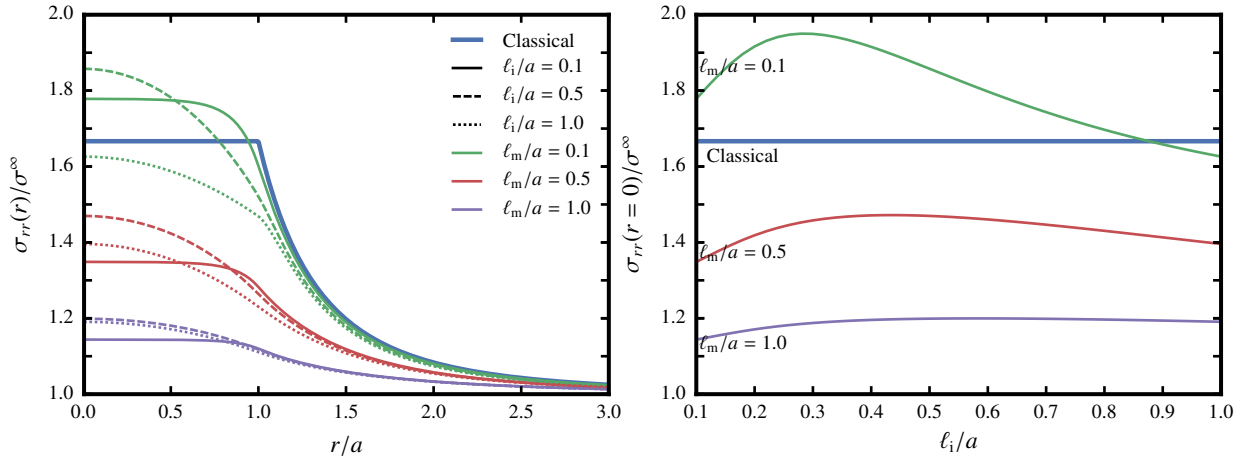 2.0
1.8
1.6
1.4
1.2
1.0
σrr(r)/σ∞
0.0 0.5 1.0 1.5 2.0 2.5 3.0
r/a
Classical
ℓi/a = 0.1
ℓi/a = 0.5
ℓi/a = 1.0
ℓm/a = 0.1
ℓm/a = 0.5
ℓm/a = 1.0
2.0
1.8
1.6
1.4
1.2
1.0
σrr(r = 0)/σ∞
ℓm/a = 0.1
Classical
ℓm/a = 0.5
ℓm/a = 1.0
0.1 0.2 0.3 0.4 0.5 0.6 0.7 0.8 0.9 1.0
ℓi/a